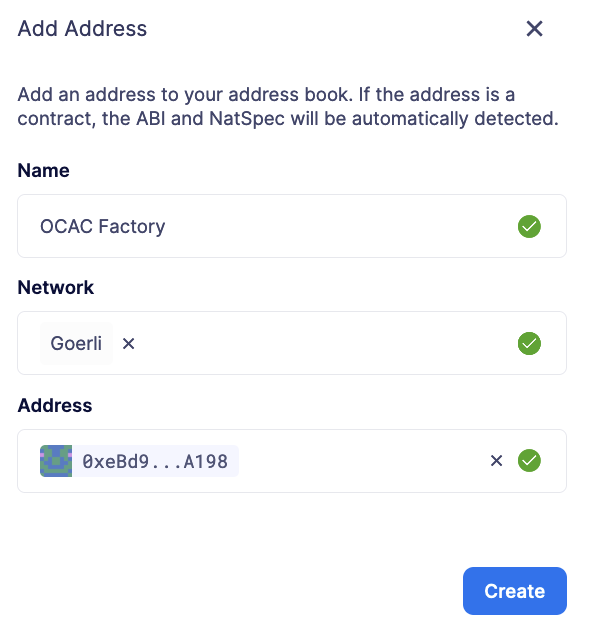 Add Address
Add an address to your address book. If the address is a
contract, the ABI and NatSpec will be automatically detected.
Name
OCAC Factory
Network
Goerli
Address
0xeBd9...A198
Create